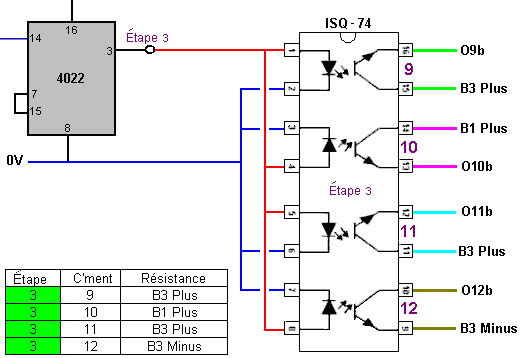 16
ISQ - 74
14
4022
3
Étape 3
7
15
8
0V
1
2
3
4
5
6
7
8
16
15
14
13
12
11
10
9
9
10
Étape 3
11
12
O9b
B3 Plus
B1 Plus
O10b
O11b
B3 Plus
O12b
B3 Minus
Étape C'ment Résistance
3 9 B3 Plus
3 10 B1 Plus
3 11 B3 Plus
3 12 B3 Minus